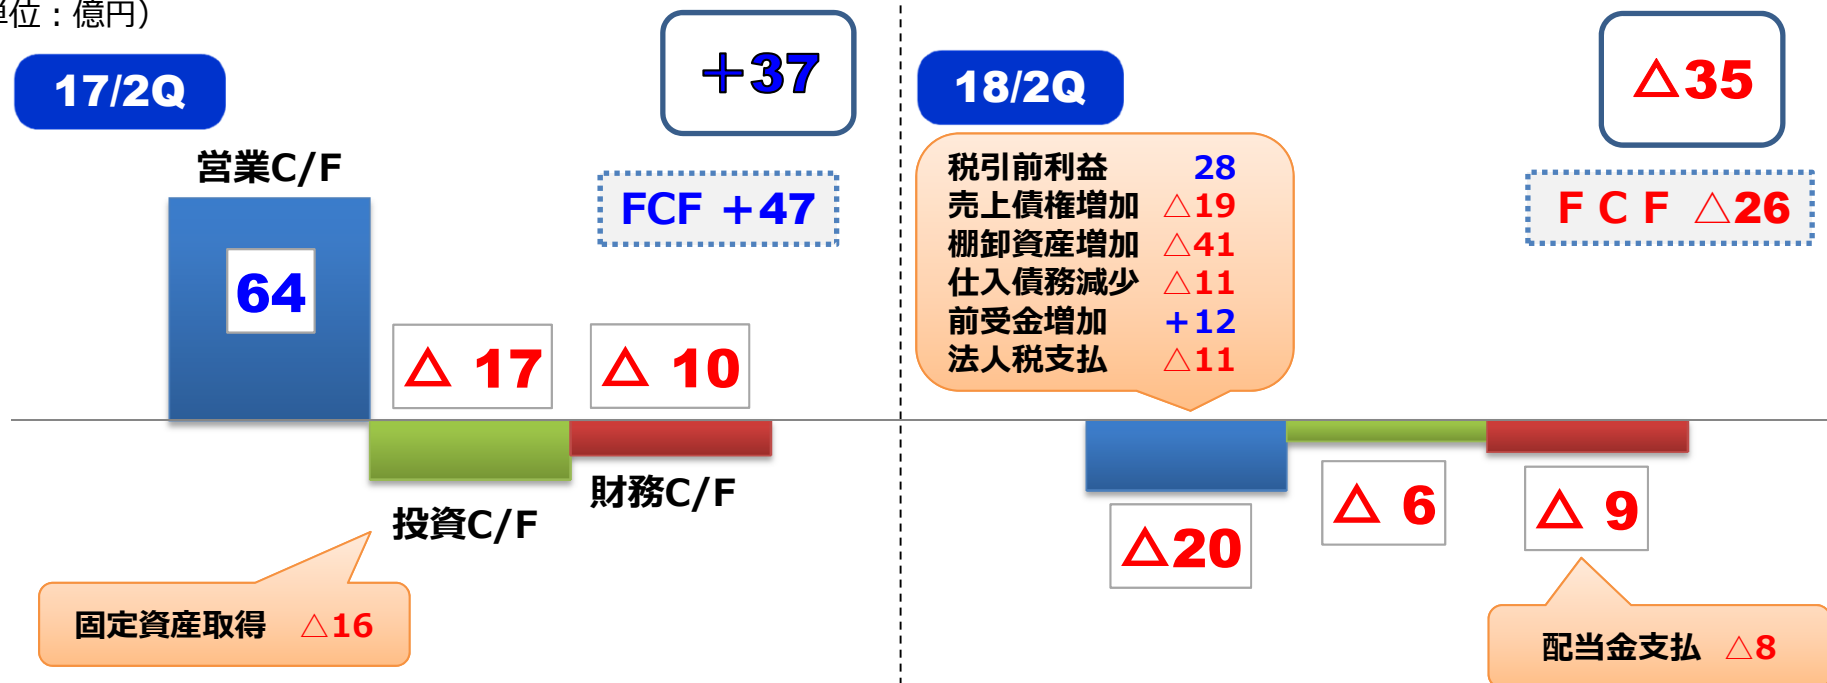 単位：億円）
17/2Q
＋37
営業C/F
FCF ＋47
64
△ 17
△ 10
投資C/F
財務C/F
固定資産取得 △16
18/2Q
△35
税引前利益 28
売上債権増加 △19
棚卸資産増加 △41
仕入債務減少 △11
前受金増加 ＋12
法人税支払 △11
ＦＣＦ △26
△20
△ 6
△ 9
配当金支払 △8